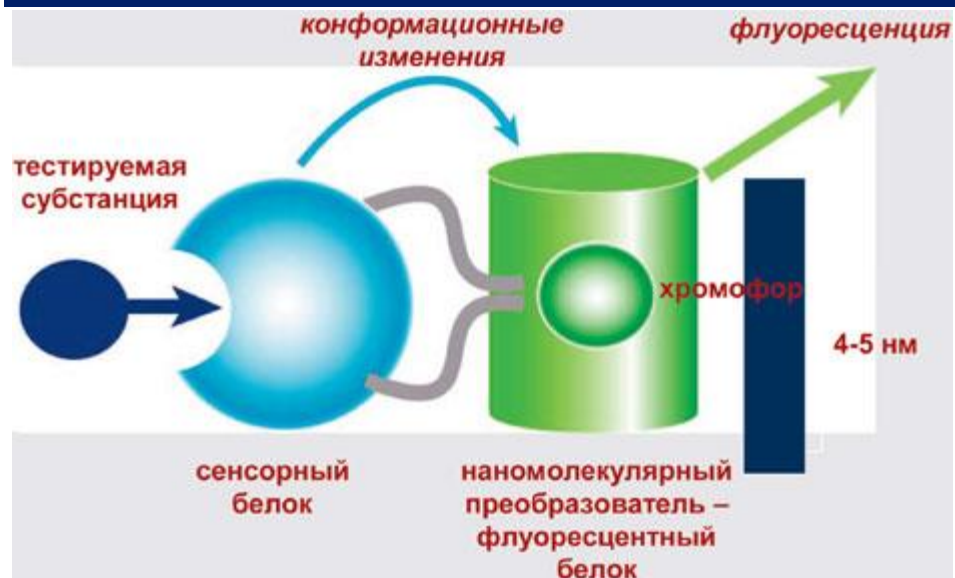 конформационные
изменения
флуоресценция
тестируемая
субстанция
хромофор
4-5 нм
сенсорный
белок
наномолекулярный
преобразователь –
флуоресцентный
белок